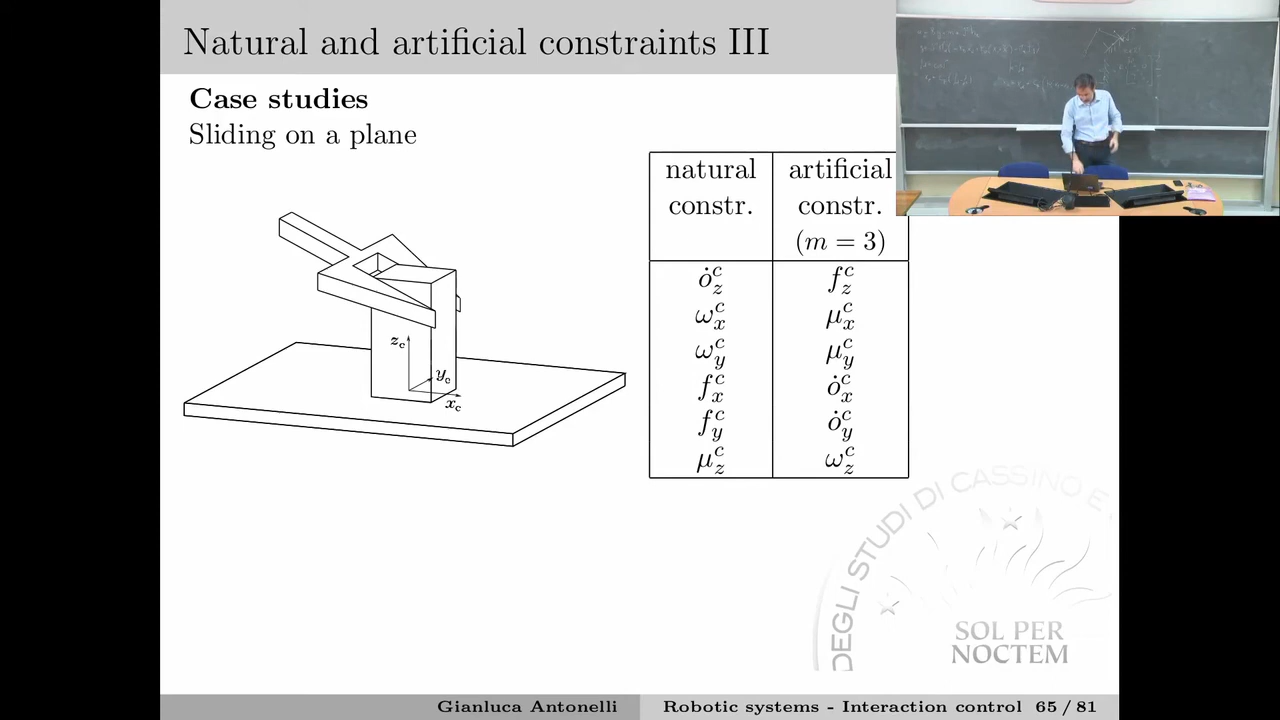 Natural and artificial constraints III
Case studies
Sliding on a plane
natural constr. artificial constr. (m = 3)
ȯ_z^c f_z^c
ω_x^c μ_x^c
ω_y^c μ_y^c
f_x^c ȯ_x^c
f_y^c ȯ_y^c
μ_z^c ω_z^c
z_c
y_c
x_c
DEGLI STUDI DI CASSINO E
SOL PER
NOCTEM
Gianluca Antonelli Robotic systems - Interaction control 65 / 81